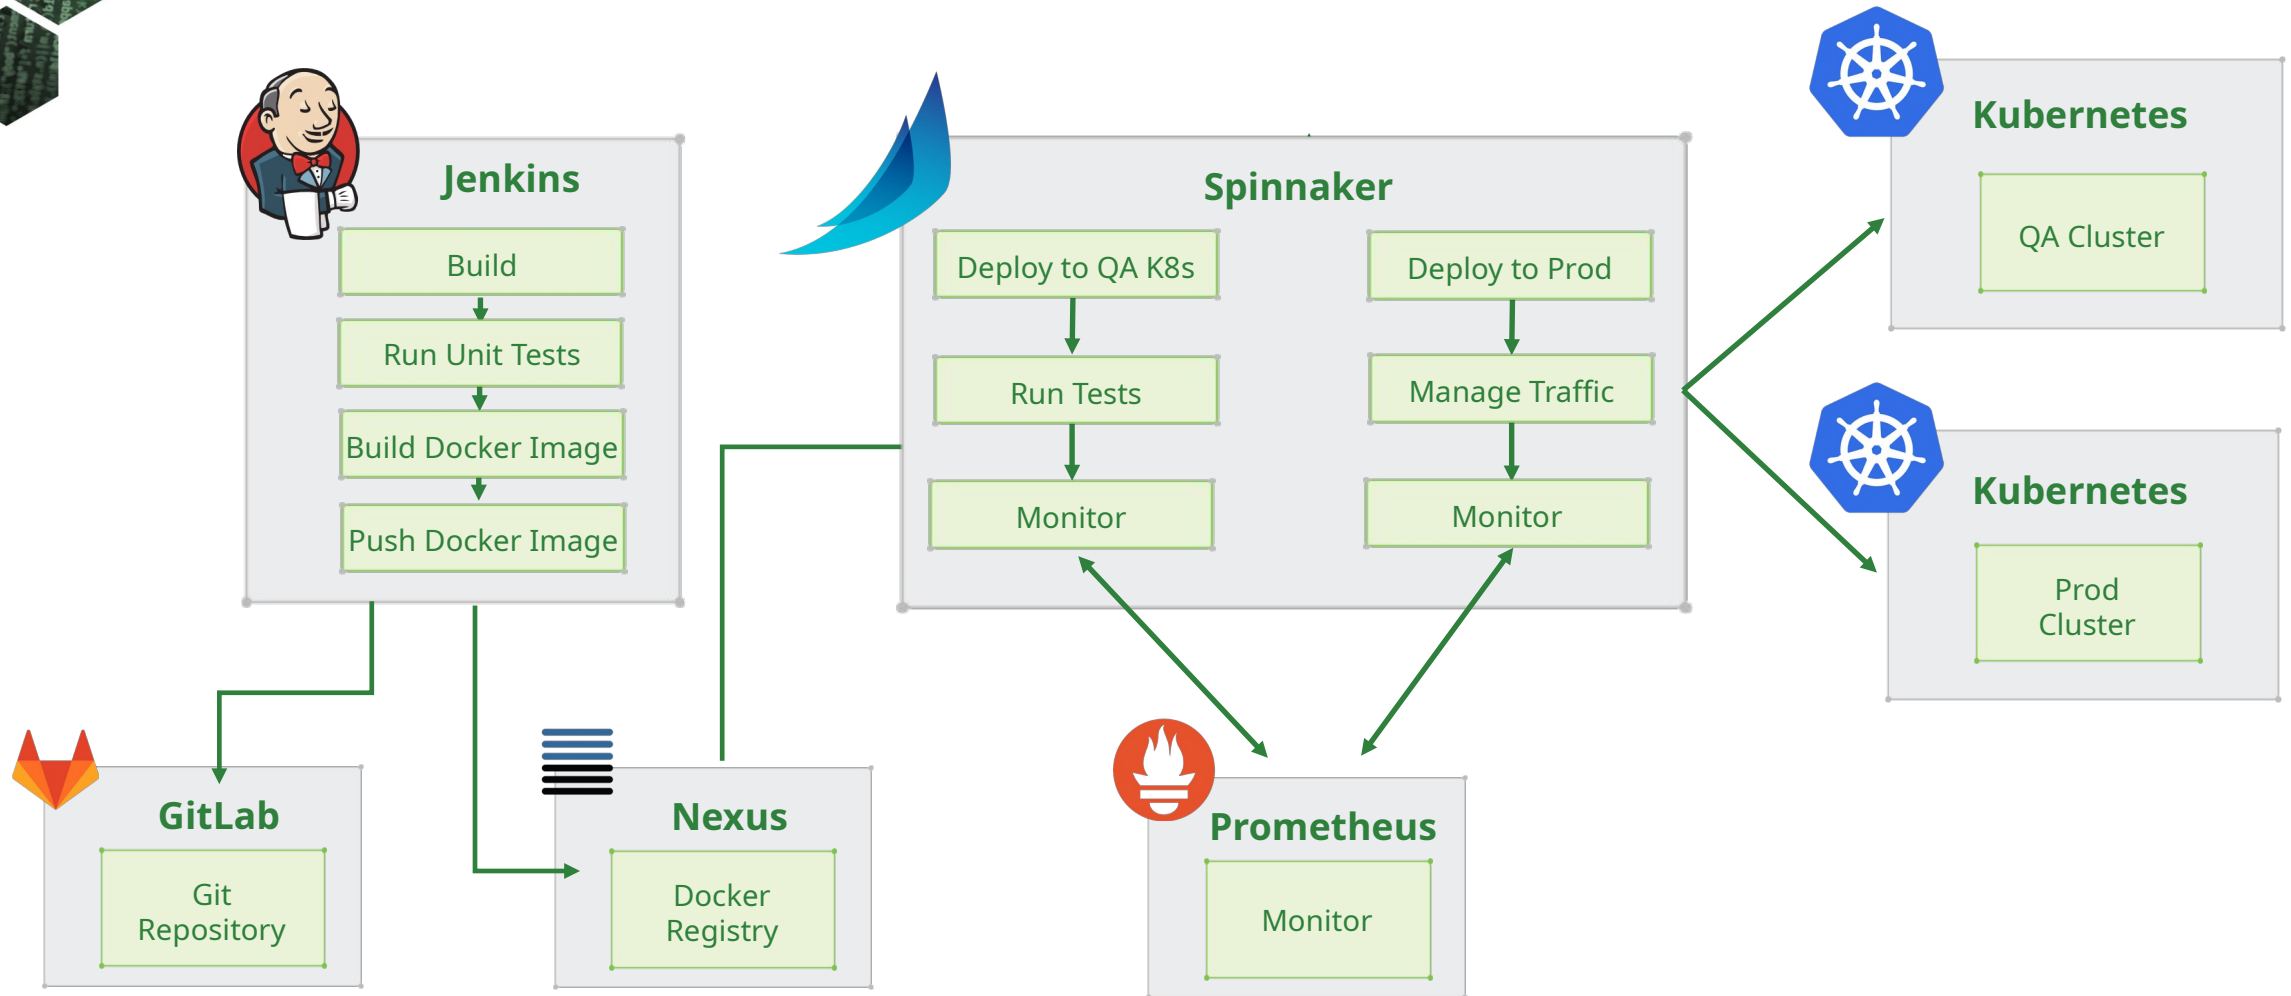 Jenkins
Build
Run Unit Tests
Build Docker Image
Push Docker Image
Spinnaker
Deploy to QA K8s
Run Tests
Monitor
Deploy to Prod
Manage Traffic
Monitor
Kubernetes
QA Cluster
Kubernetes
Prod
Cluster
GitLab
Git
Repository
Nexus
Docker
Registry
Prometheus
Monitor